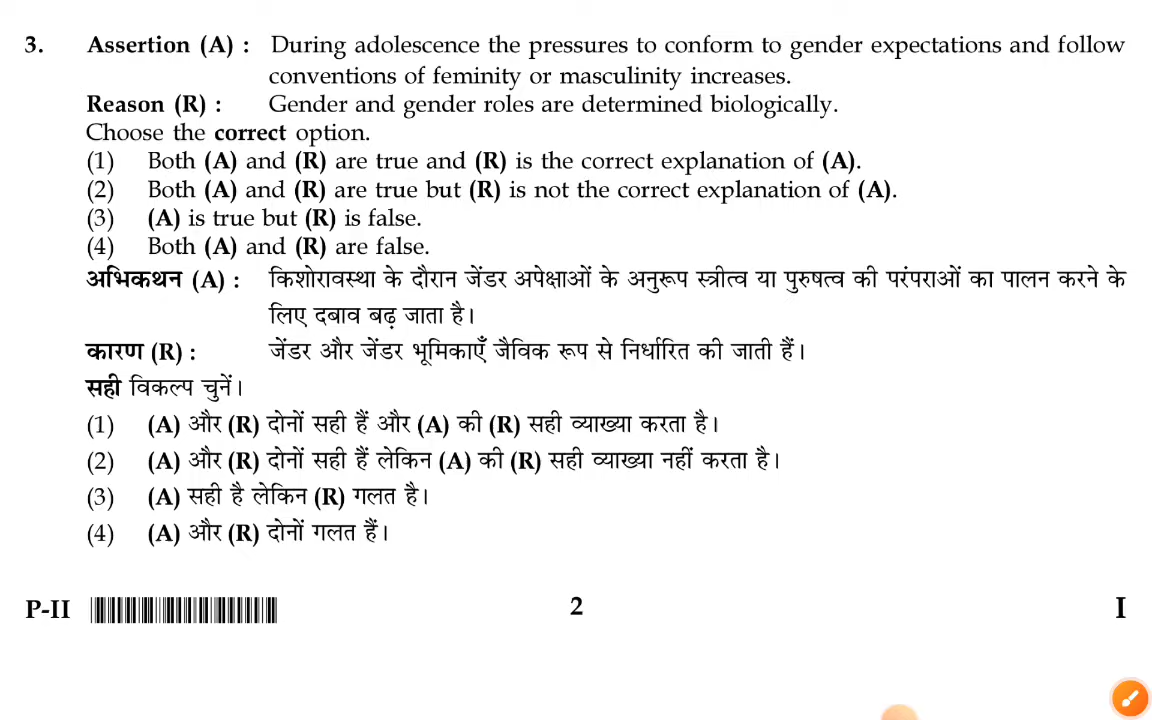 3. Assertion (A) : During adolescence the pressures to conform to gender expectations and follow
conventions of feminity or masculinity increases.
Reason (R) : Gender and gender roles are determined biologically.
Choose the correct option.
(1) Both (A) and (R) are true and (R) is the correct explanation of (A).
(2) Both (A) and (R) are true but (R) is not the correct explanation of (A).
(3) (A) is true but (R) is false.
(4) Both (A) and (R) are false.
अभिकथन (A) : किशोरावस्था के दौरान जेंडर अपेक्षाओं के अनुरूप स्त्रीत्व या पुरुषत्व की परंपराओं का पालन करने के
लिए दबाव बढ़ जाता है।
कारण (R) : जेंडर और जेंडर भूमिकाएँ जैविक रूप से निर्धारित की जाती हैं।
सही विकल्प चुनें।
(1) (A) और (R) दोनों सही हैं और (A) की (R) सही व्याख्या करता है।
(2) (A) और (R) दोनों सही हैं लेकिन (A) की (R) सही व्याख्या नहीं करता है।
(3) (A) सही है लेकिन (R) गलत है।
(4) (A) और (R) दोनों गलत हैं।
P-II 2 I